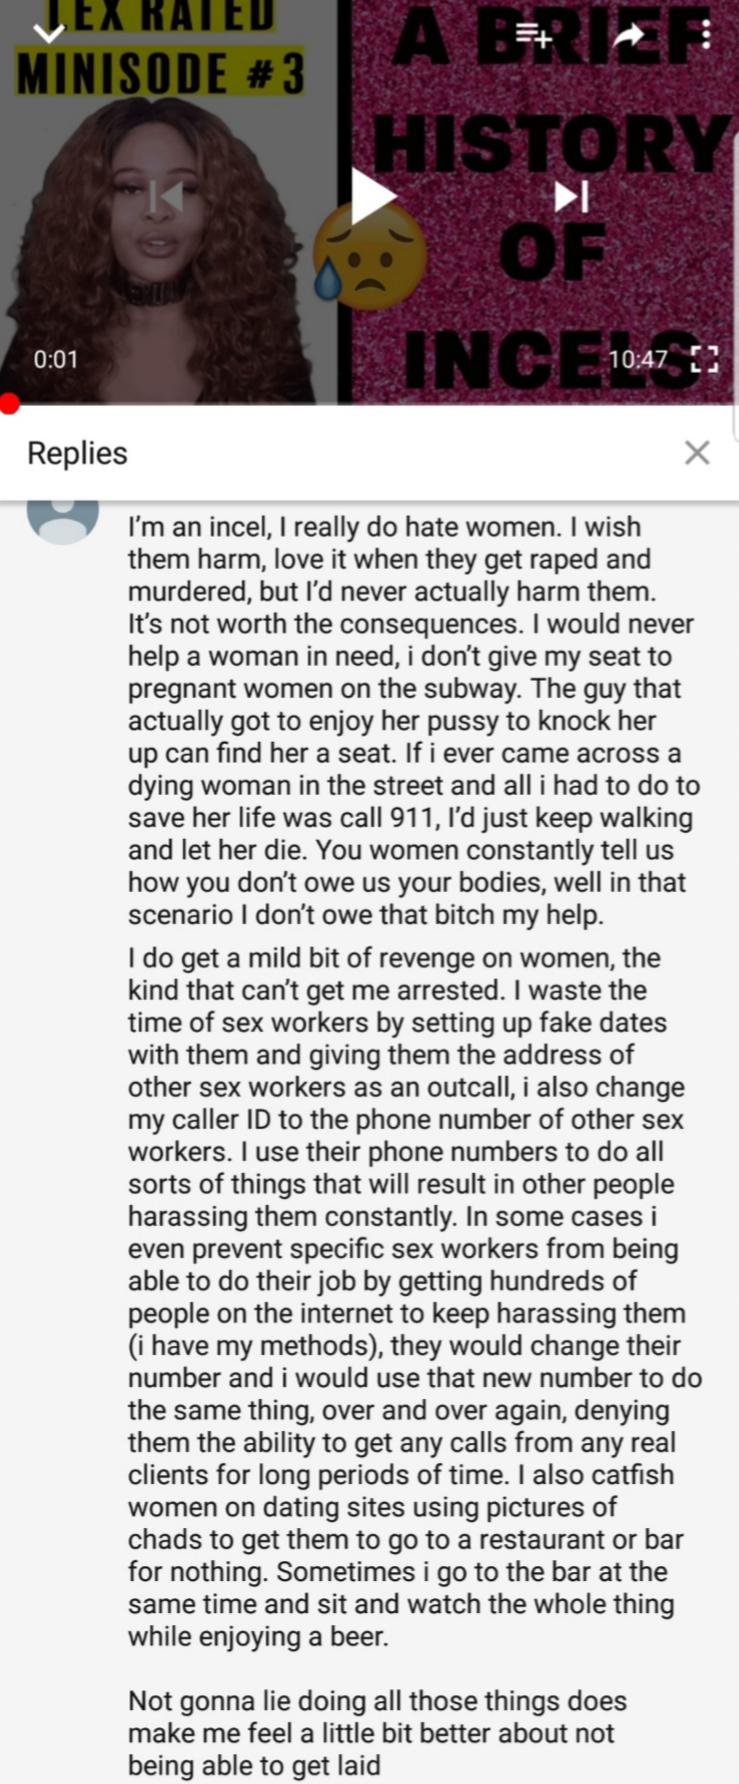 TEX RATED
MINISODE #3
A BRIEF
HISTORY
OF
INCELS
0:01
10:47
Replies
I'm an incel, I really do hate women. I wish
them harm, love it when they get raped and
murdered, but I'd never actually harm them.
It's not worth the consequences. I would never
help a woman in need, i don't give my seat to
pregnant women on the subway. The guy that
actually got to enjoy her pussy to knock her
up can find her a seat. If i ever came across a
dying woman in the street and all i had to do to
save her life was call 911, I'd just keep walking
and let her die. You women constantly tell us
how you don't owe us your bodies, well in that
scenario I don't owe that bitch my help.
I do get a mild bit of revenge on women, the
kind that can't get me arrested. I waste the
time of sex workers by setting up fake dates
with them and giving them the address of
other sex workers as an outcall, i also change
my caller ID to the phone number of other sex
workers. I use their phone numbers to do all
sorts of things that will result in other people
harassing them constantly. In some cases i
even prevent specific sex workers from being
able to do their job by getting hundreds of
people on the internet to keep harassing them
(i have my methods), they would change their
number and i would use that new number to do
the same thing, over and over again, denying
them the ability to get any calls from any real
clients for long periods of time. I also catfish
women on dating sites using pictures of
chads to get them to go to a restaurant or bar
for nothing. Sometimes i go to the bar at the
same time and sit and watch the whole thing
while enjoying a beer.
Not gonna lie doing all those things does
make me feel a little bit better about not
being able to get laid